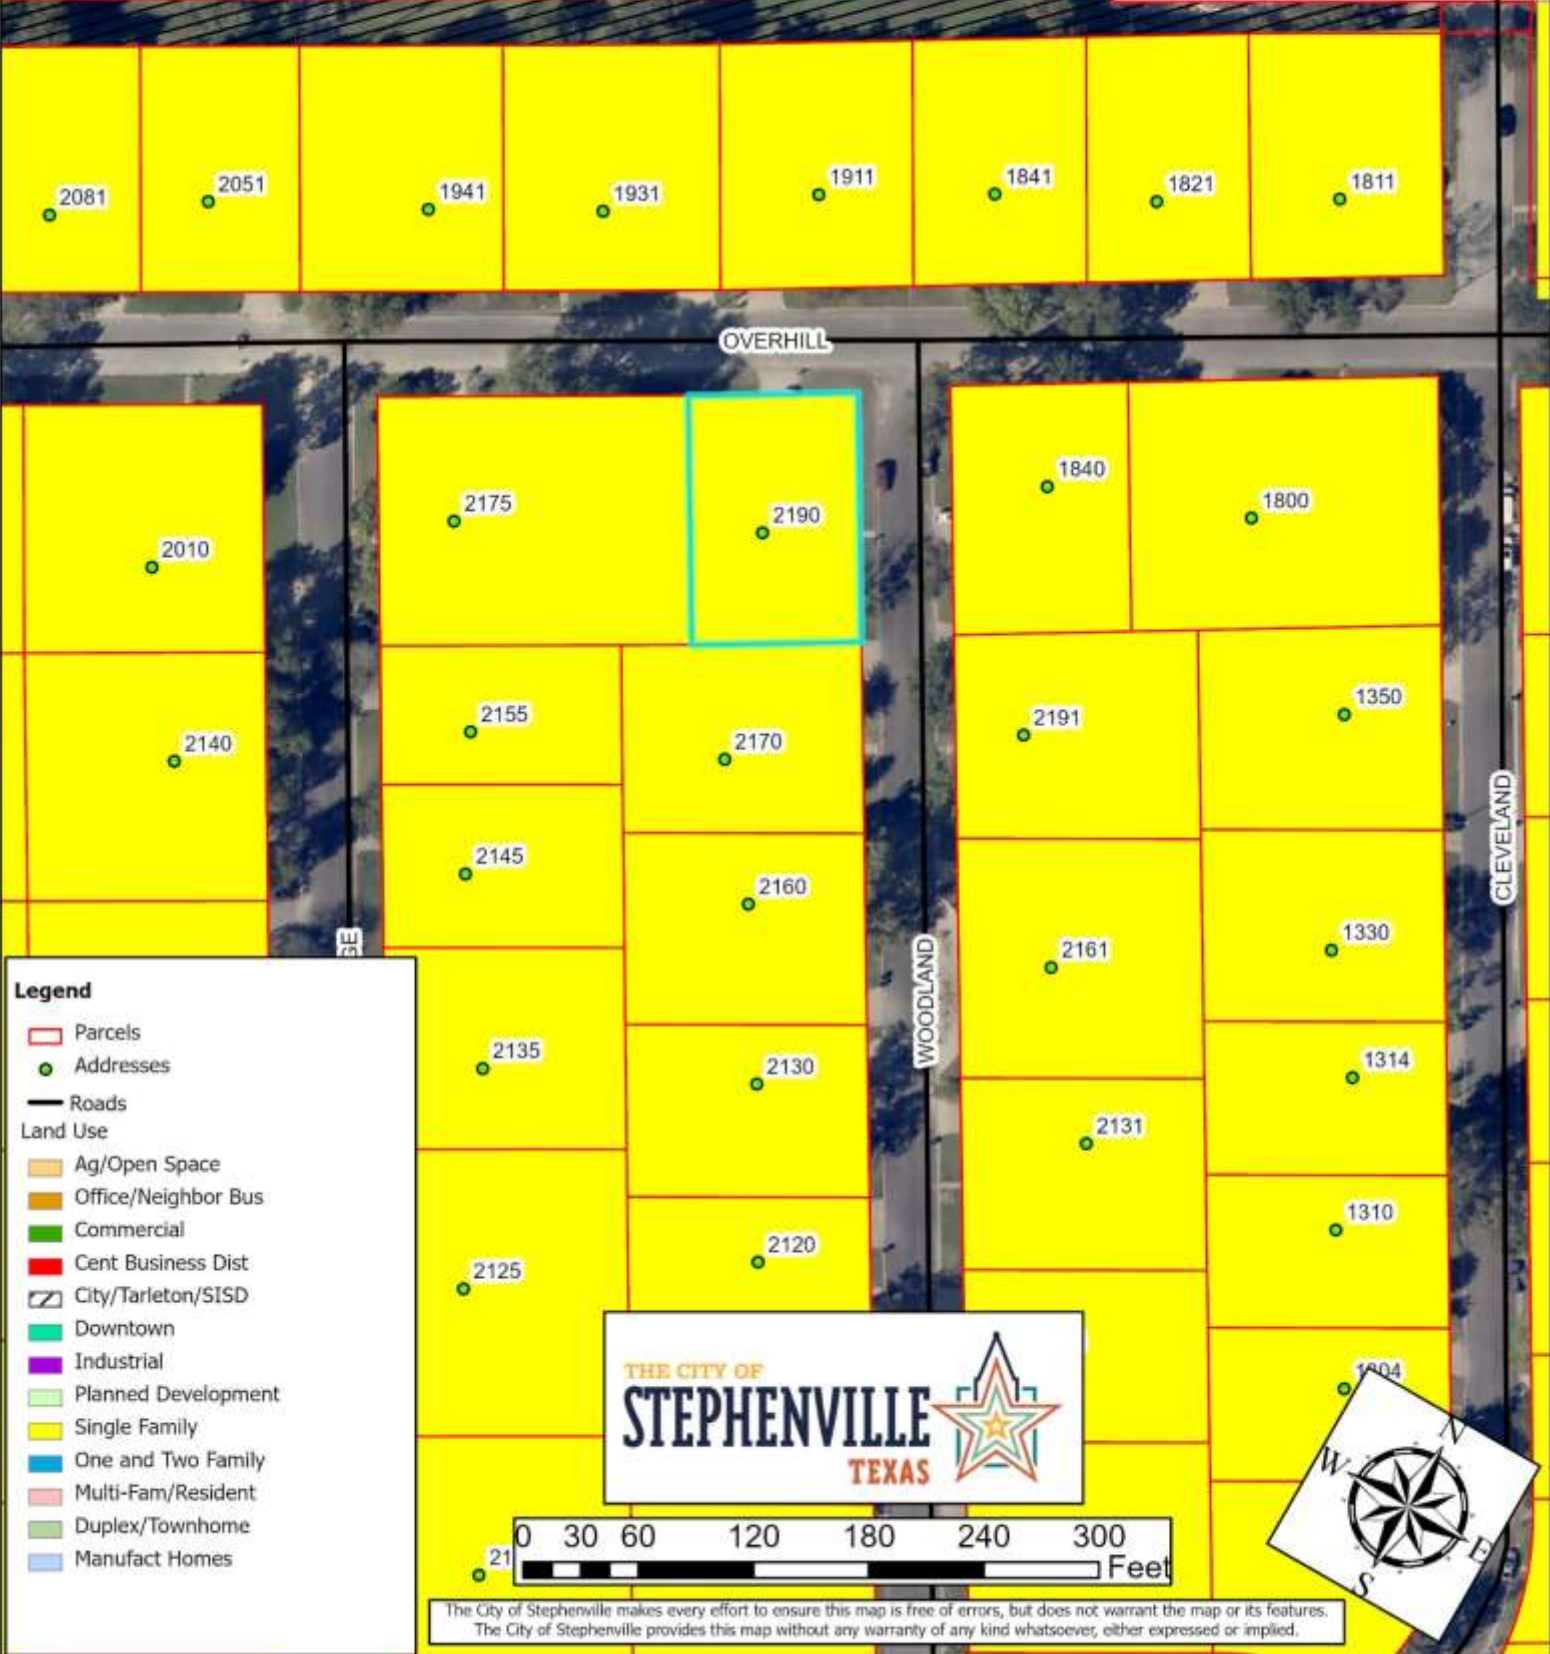 2081
2051
1941
1931
1911
1841
1821
1811
OVERHILL
2175
2190
1840
1800
2010
2140
2155
2170
2191
1350
2145
2160
2161
1330
CLEVELAND
WOODLAND
GE
2135
2130
2131
1314
2125
2120
1310
21
Legend
Parcels
Addresses
Roads
Land Use
Ag/Open Space
Office/Neighbor Bus
Commercial
Cent Business Dist
City/Tarleton/SISD
Downtown
Industrial
Planned Development
Single Family
One and Two Family
Multi-Fam/Resident
Duplex/Townhome
Manufact Homes
THE CITY OF
STEPHENVILLE
TEXAS
N
W
E
S
0 30 60 120 180 240 300
Feet
The City of Stephenville makes every effort to ensure this map is free of errors, but does not warrant the map or its features.
The City of Stephenville provides this map without any warranty of any kind whatsoever, either expressed or implied.